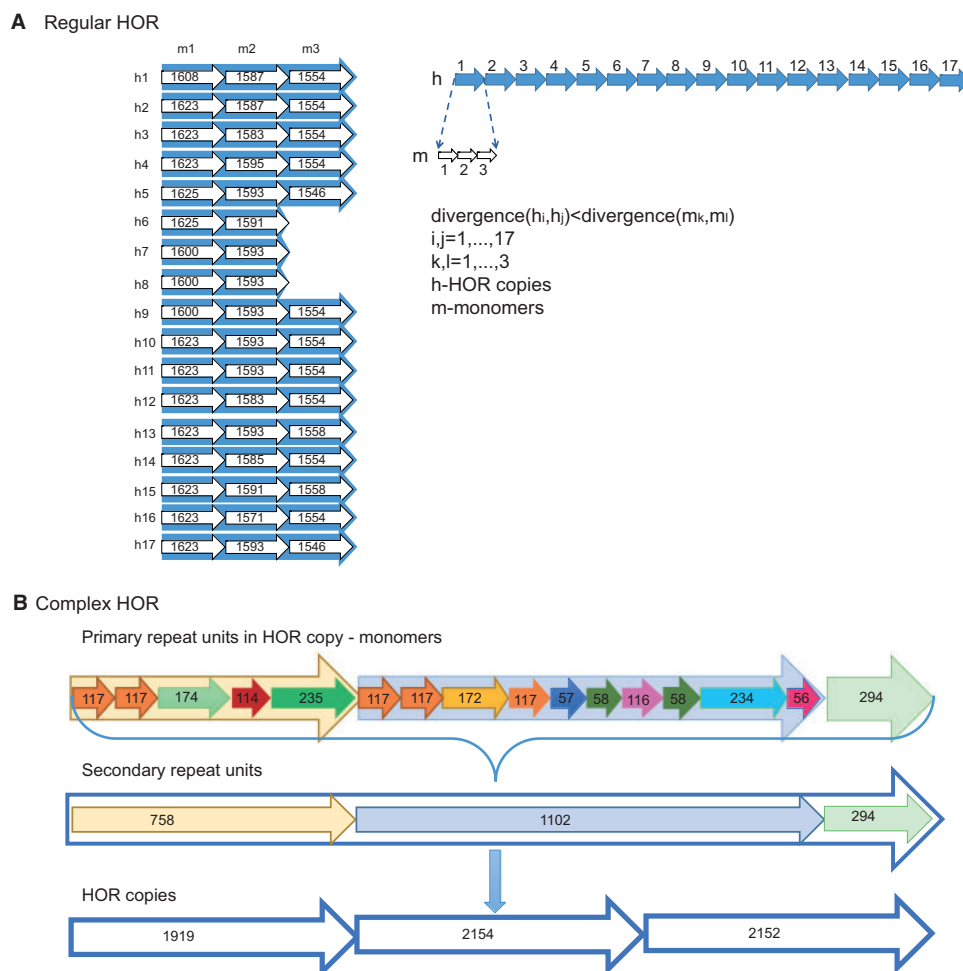 A Regular HOR
m1 m2 m3
h1 1608 1587 1554
h2 1623 1587 1554
h3 1623 1583 1554
h4 1623 1595 1554
h5 1625 1593 1546
h6 1625 1591
h7 1600 1593
h8 1600 1593
h9 1600 1593 1554
h10 1623 1593 1554
h11 1623 1593 1554
h12 1623 1583 1554
h13 1623 1593 1558
h14 1623 1585 1554
h15 1623 1591 1558
h16 1623 1571 1554
h17 1623 1593 1546
1 2 3 4 5 6 7 8 9 10 11 12 13 14 15 16 17
h
m
1 2 3
divergence(hi,hj)<divergence(mk,ml)
i,j=1,...,17
k,l=1,...,3
h-HOR copies
m-monomers
B Complex HOR
Primary repeat units in HOR copy - monomers
117 117 174 114 235 117 117 172 117 57 58 116 58 234 56 294
Secondary repeat units
758 1102 294
HOR copies
1919 2154 2152